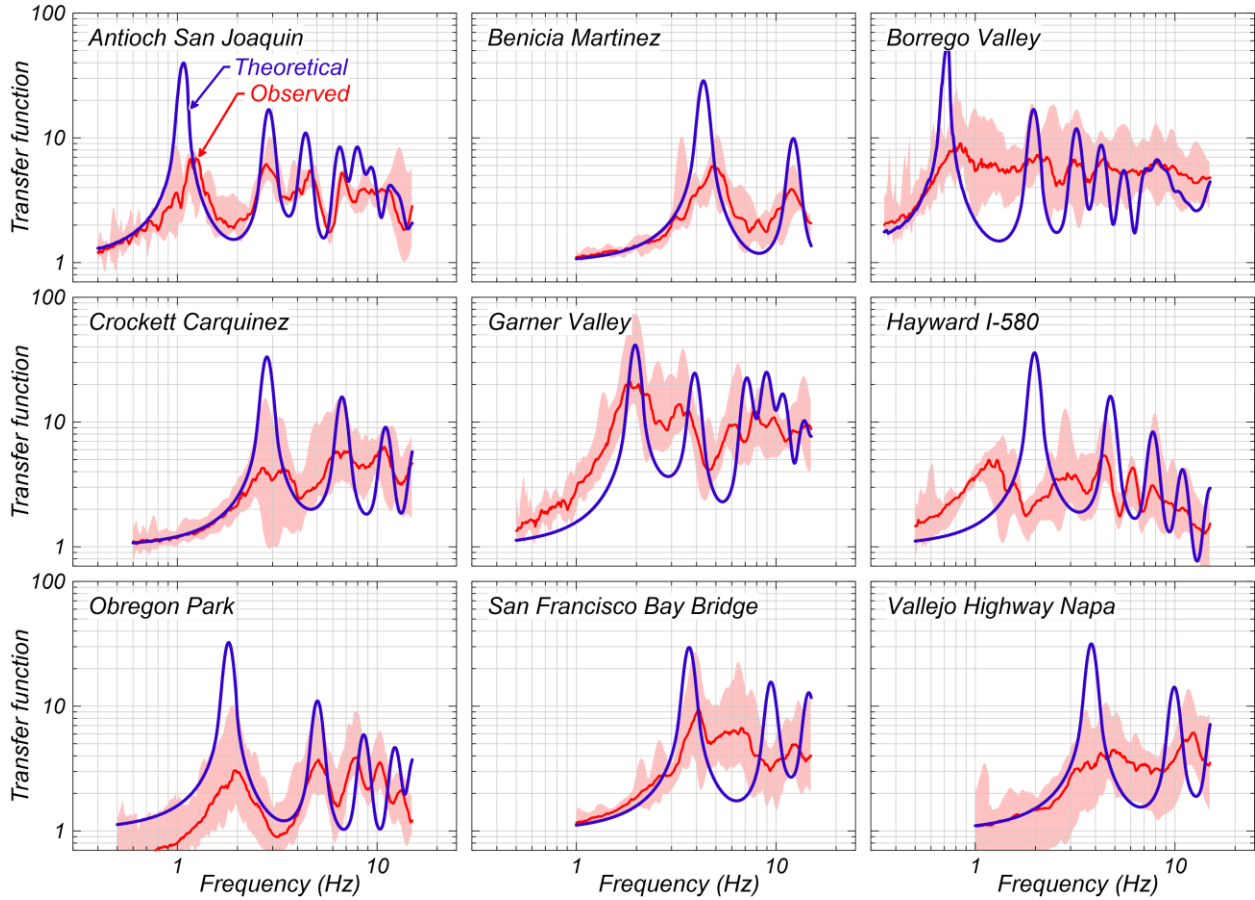 100
Antioch San Joaquin
Benicia Martinez
Borrego Valley
Theoretical
Observed
Transfer function
10
1
100
Crockett Carquinez
Garner Valley
Hayward I-580
Transfer function
10
1
100
Obregon Park
San Francisco Bay Bridge
Vallejo Highway Napa
Transfer function
10
1
1 10 1 10 1 10
Frequency (Hz) Frequency (Hz) Frequency (Hz)